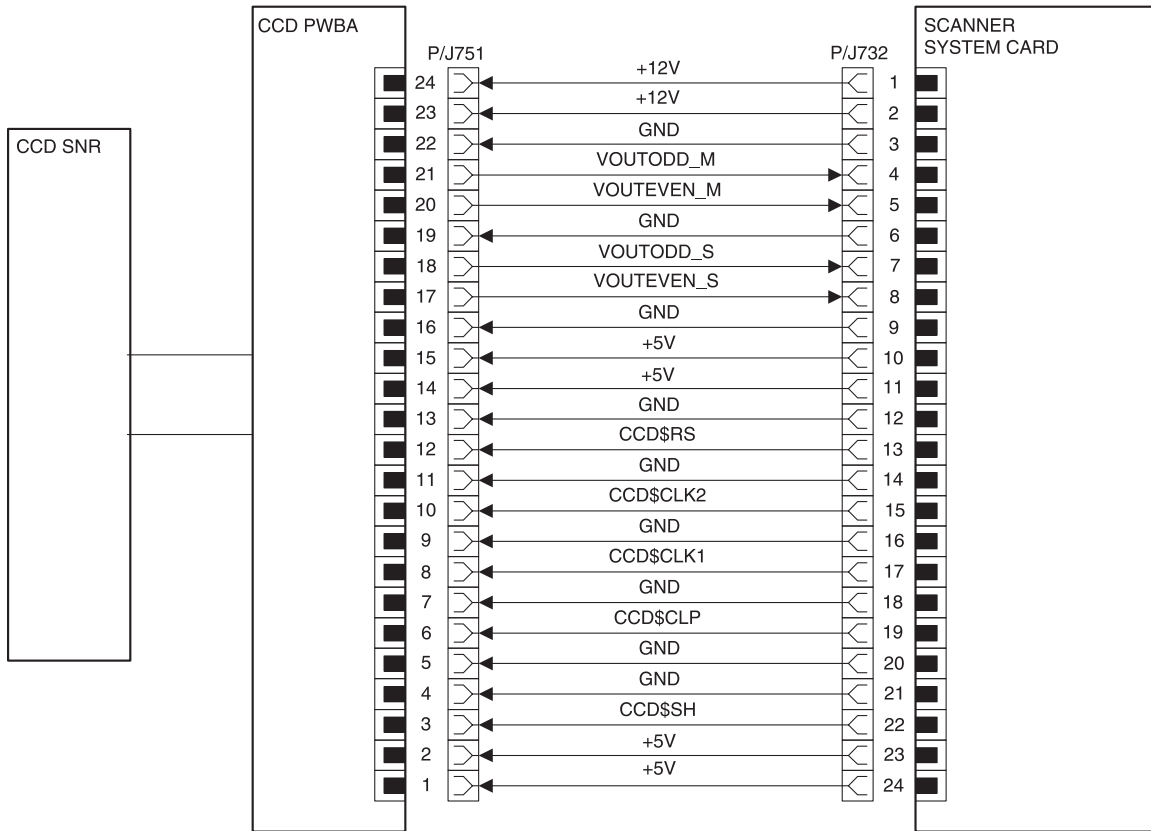 CCD PWBA
SCANNER
SYSTEM CARD
CCD SNR
P/J751
P/J732
24 +12V 1
23 +12V 2
22 GND 3
21 VOUTODD_M 4
20 VOUTEVEN_M 5
19 GND 6
18 VOUTODD_S 7
17 VOUTEVEN_S 8
16 GND 9
15 +5V 10
14 +5V 11
13 GND 12
12 CCD$RS 13
11 GND 14
10 CCD$CLK2 15
9 GND 16
8 CCD$CLK1 17
7 GND 18
6 CCD$CLP 19
5 GND 20
4 GND 21
3 CCD$SH 22
2 +5V 23
1 +5V 24